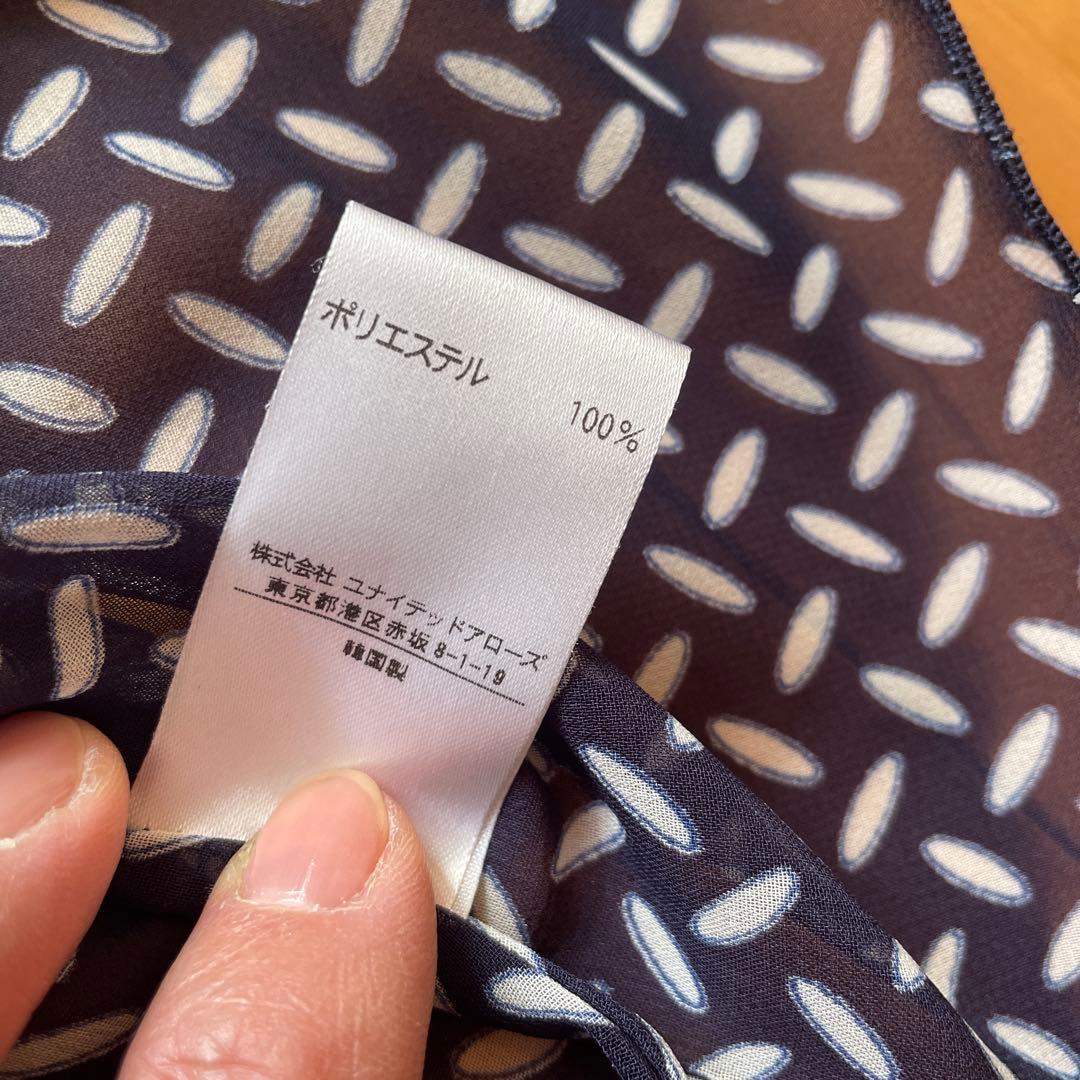 ポリエステル
100%
株式会社 ユナイテッドアローズ
東京都港区赤坂8-1-19
韓国製